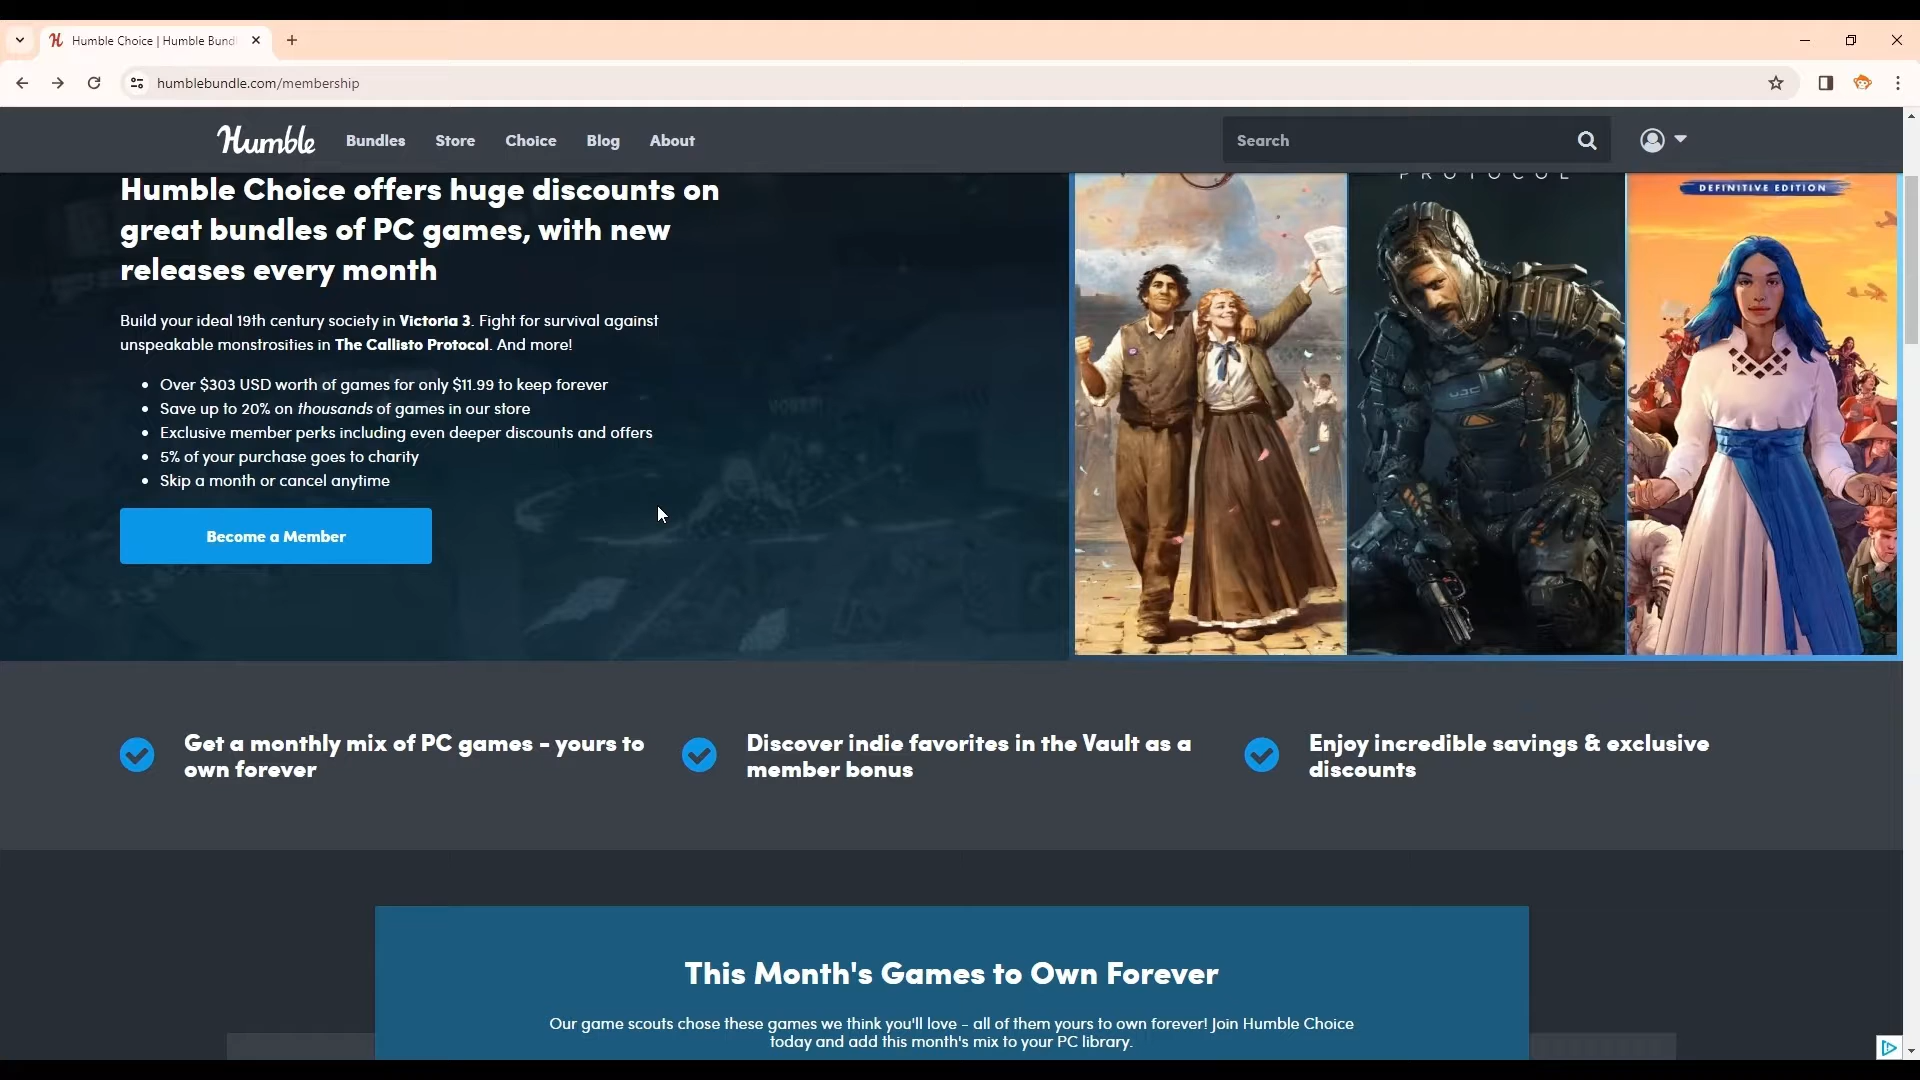 Humble Choice | Humble Bund
humblebundle.com/membership
Humble Bundles Store Choice Blog About Search
PROTOCOL
DEFINITIVE EDITION
Humble Choice offers huge discounts on
great bundles of PC games, with new
releases every month
Build your ideal 19th century society in Victoria 3. Fight for survival against
unspeakable monstrosities in The Callisto Protocol. And more!
• Over $303 USD worth of games for only $11.99 to keep forever
• Save up to 20% on thousands of games in our store
• Exclusive member perks including even deeper discounts and offers
• 5% of your purchase goes to charity
• Skip a month or cancel anytime
Become a Member
Get a monthly mix of PC games - yours to
own forever
Discover indie favorites in the Vault as a
member bonus
Enjoy incredible savings & exclusive
discounts
This Month's Games to Own Forever
Our game scouts chose these games we think you'll love - all of them yours to own forever! Join Humble Choice
today and add this month's mix to your PC library.